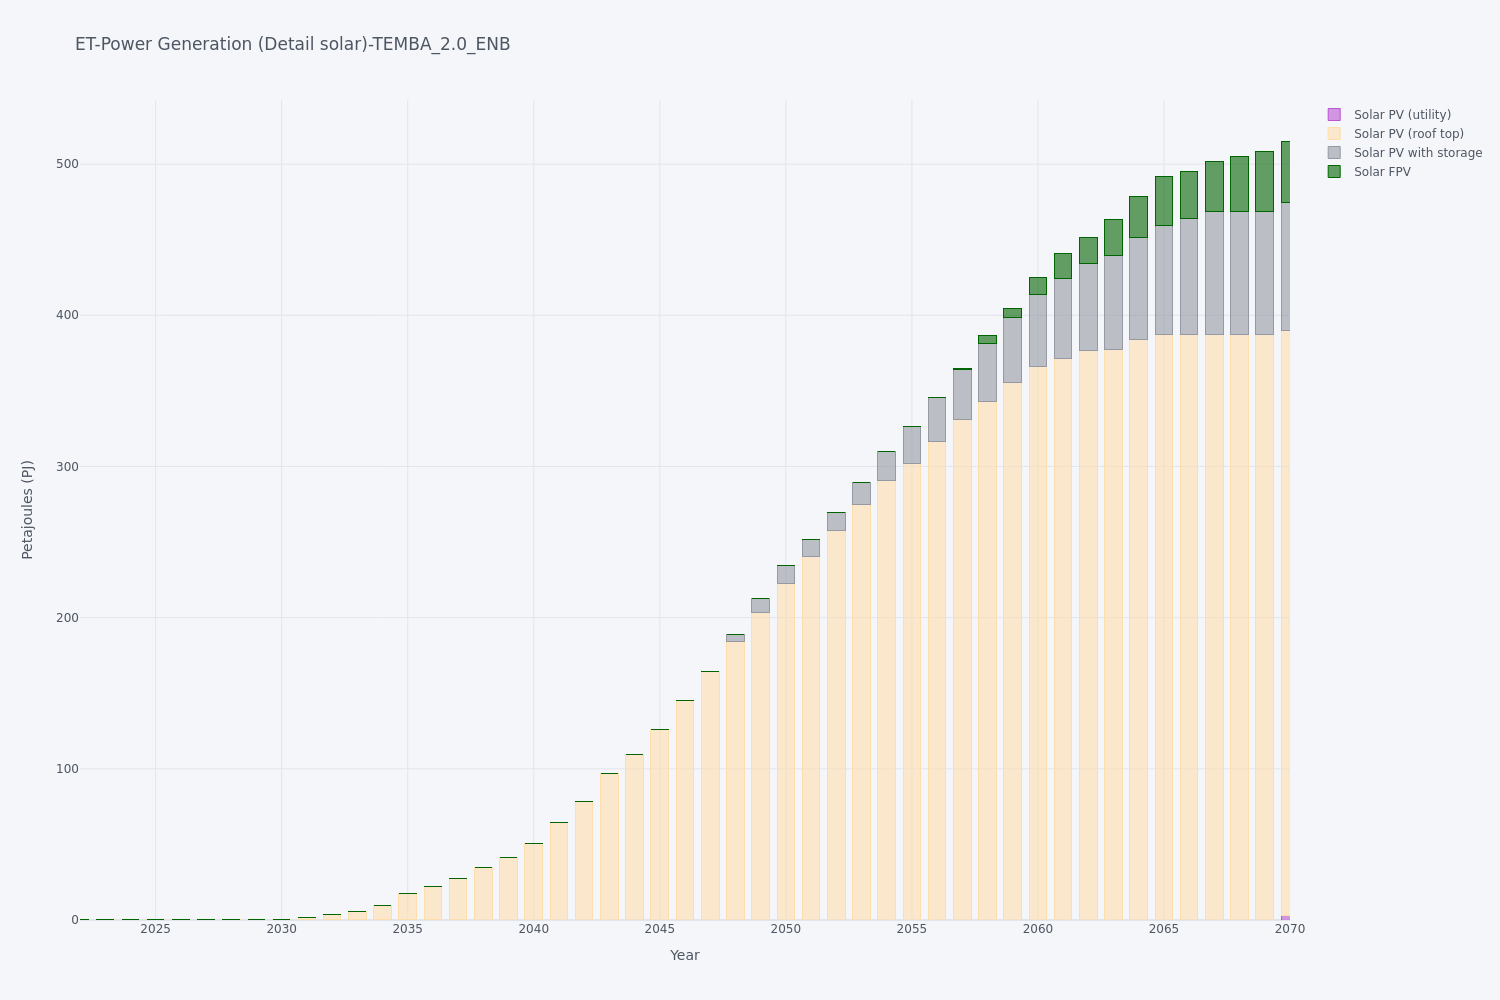 ET-Power Generation (Detail solar)-TEMBA_2.0_ENB
Solar PV (utility)
Solar PV (roof top)
Solar PV with storage
Solar FPV
500
400
300
200
100
0
Petajoules (PJ)
2025
2030
2035
2040
2045
2050
2055
2060
2065
2070
Year